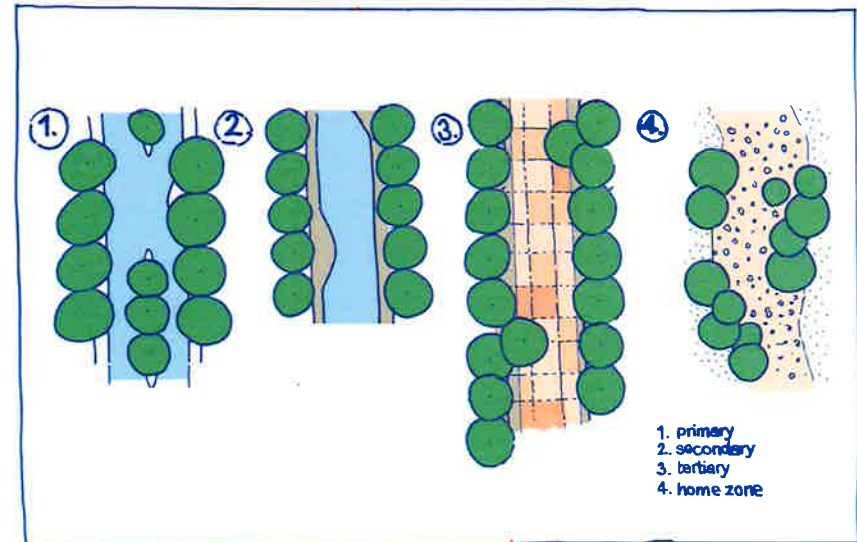 1.
2.
3.
4.
1. primary
2. secondary
3. tertiary
4. home zone